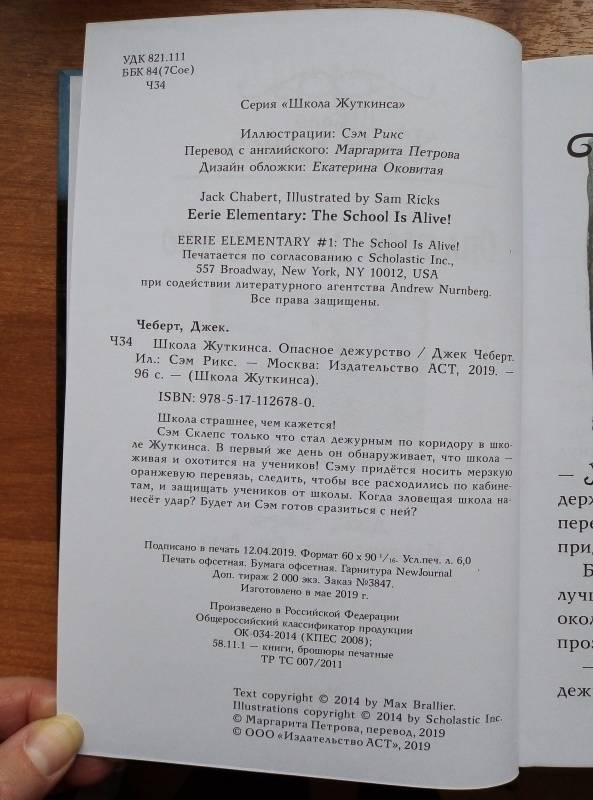 УДК 821.111
ББК 84(7Сое)
Ч34
Серия «Школа Жуткинса»
Иллюстрации: Сэм Рикс
Перевод с английского: Маргарита Петрова
Дизайн обложки: Екатерина Оковитая
Jack Chabert, Illustrated by Sam Ricks
Eerie Elementary: The School Is Alive!
EERIE ELEMENTARY #1: The School Is Alive!
Печатается по согласованию с Scholastic Inc.,
557 Broadway, New York, NY 10012, USA
при содействии литературного агентства Andrew Nurnberg.
Все права защищены.
Чеберт, Джек.
Ч34 Школа Жуткинса. Опасное дежурство / Джек Чеберт.
Ил.: Сэм Рикс. — Москва: Издательство АСТ, 2019. —
96 с. — (Школа Жуткинса).
ISBN: 978-5-17-112678-0.
Школа страшнее, чем кажется!
Сэм Склепс только что стал дежурным по коридору в шко-
ле Жуткинса. В первый же день он обнаруживает, что школа —
живая и охотится на учеников! Сэму придётся носить мерзкую
оранжевую перевязь, следить, чтобы все расходились по кабине-
там, и защищать учеников от школы. Когда зловещая школа на-
несёт удар? Будет ли Сэм готов сразиться с ней?
Подписано в печать 12.04.2019. Формат 60 х 90 1/16. Усл.печ. л. 6,0
Печать офсетная. Бумага офсетная. Гарнитура NewJournal
Доп. тираж 2 000 экз. Заказ №3847.
Изготовлено в мае 2019 г.
Произведено в Российской Федерации
Общероссийский классификатор продукции
ОК-034-2014 (КПЕС 2008);
58.11.1 — книги, брошюры печатные
ТР ТС 007/2011
Text copyright © 2014 by Max Brallier.
Illustrations copyright © 2014 by Scholastic Inc.
© Маргарита Петрова, перевод, 2019
© ООО «Издательство АСТ», 2019